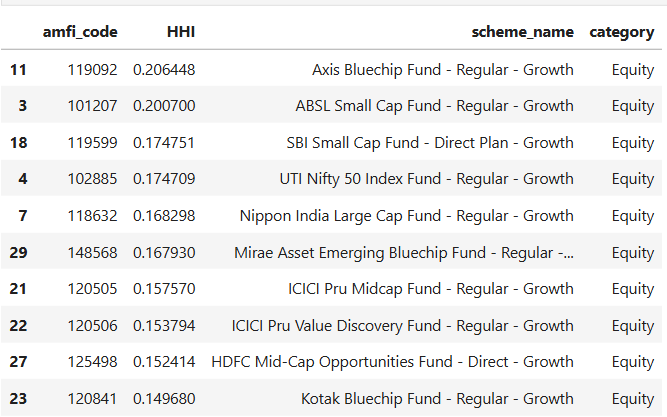 amfi_code HHI scheme_name category
11 119092 0.206448 Axis Bluechip Fund - Regular - Growth Equity
3 101207 0.200700 ABSL Small Cap Fund - Regular - Growth Equity
18 119599 0.174751 SBI Small Cap Fund - Direct Plan - Growth Equity
4 102885 0.174709 UTI Nifty 50 Index Fund - Regular - Growth Equity
7 118632 0.168298 Nippon India Large Cap Fund - Regular - Growth Equity
29 148568 0.167930 Mirae Asset Emerging Bluechip Fund - Regular -... Equity
21 120505 0.157570 ICICI Pru Midcap Fund - Regular - Growth Equity
22 120506 0.153794 ICICI Pru Value Discovery Fund - Regular - Growth Equity
27 125498 0.152414 HDFC Mid-Cap Opportunities Fund - Direct - Growth Equity
23 120841 0.149680 Kotak Bluechip Fund - Regular - Growth Equity